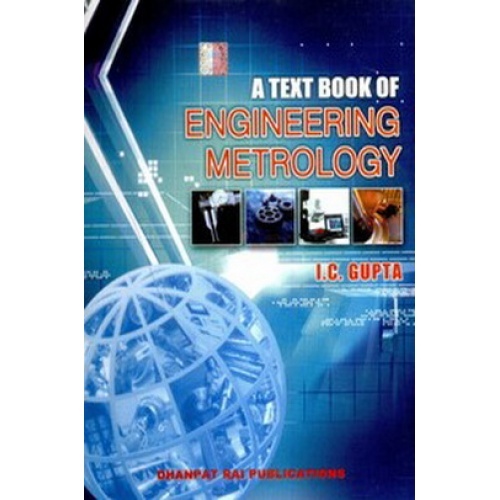 A TEXT BOOK OF
ENGINEERING
METROLOGY
I.C. GUPTA
DHANPAT RAI PUBLICATIONS